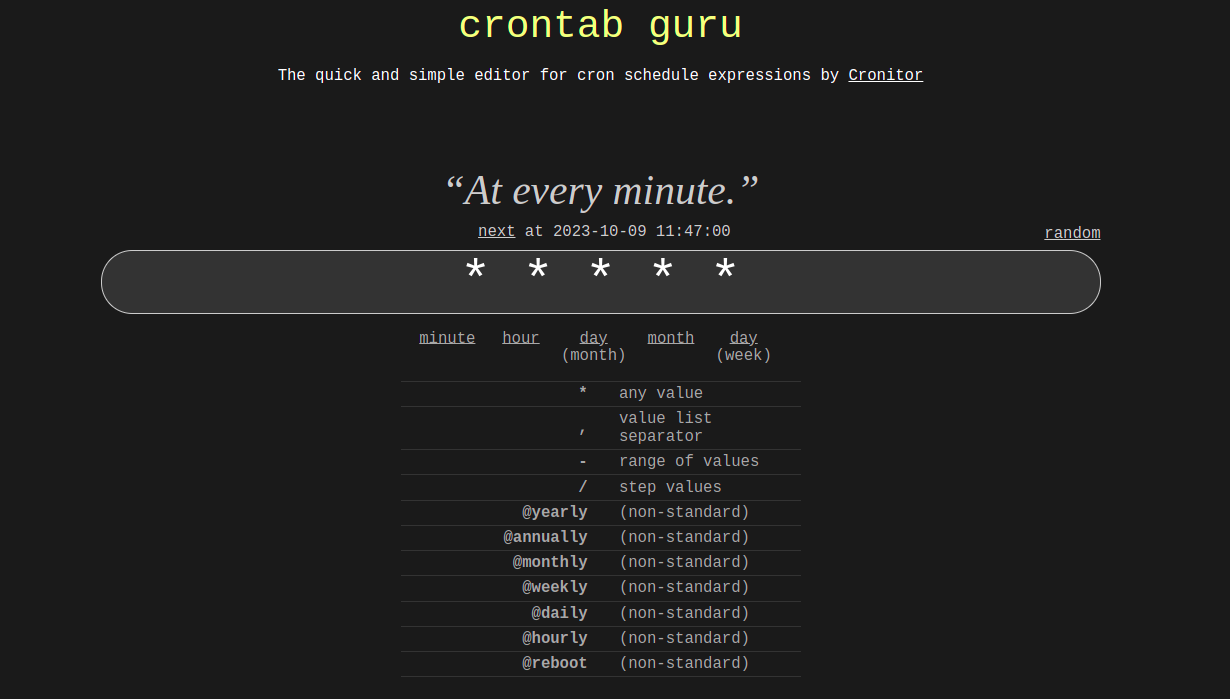 crontab guru
The quick and simple editor for cron schedule expressions by Cronitor
“At every minute.”
next at 2023-10-09 11:47:00
random
* * * * *
minute hour day month day
(month) (week)
* any value
, value list
separator
- range of values
/ step values
@yearly (non-standard)
@annually (non-standard)
@monthly (non-standard)
@weekly (non-standard)
@daily (non-standard)
@hourly (non-standard)
@reboot (non-standard)